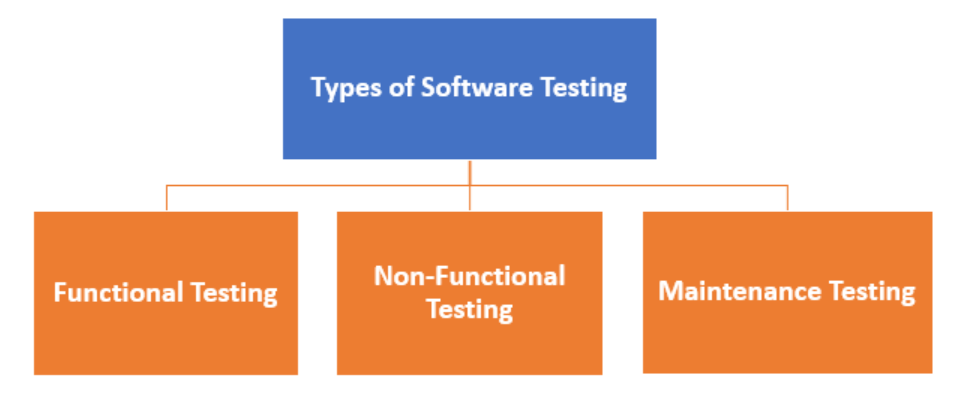 Types of Software Testing
Functional Testing
Non-Functional
Testing
Maintenance Testing